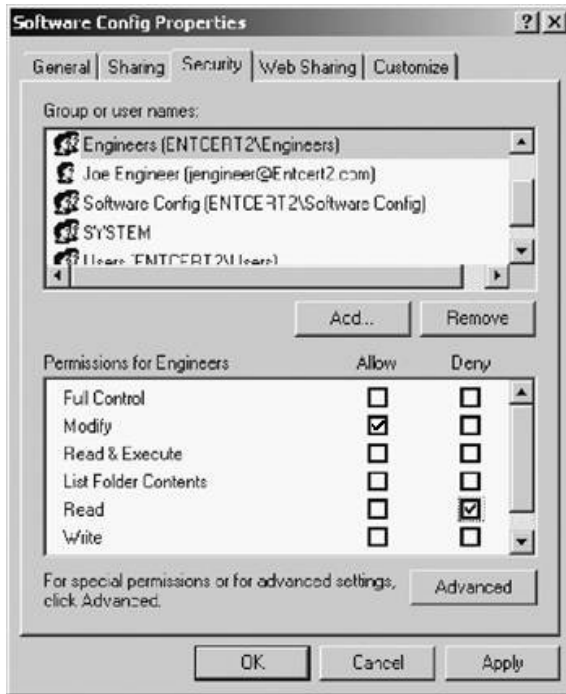 Software Config Properties ? X
General Sharing Security Web Sharing Customize
Group or user names:
Engineers (ENTCERT2\Engineers)
Joe Engineer (jengineer@Entcert2.com)
Software Config (ENTCERT2\Software Config)
SYSTEM
Users (ENTCERT2\Users)
Add... Remove
Permissions for Engineers Allow Deny
Full Control
Modify
Read & Execute
List Folder Contents
Read
Write
For special permissions or for advanced settings, Advanced
click Advanced.
OK Cancel Apply